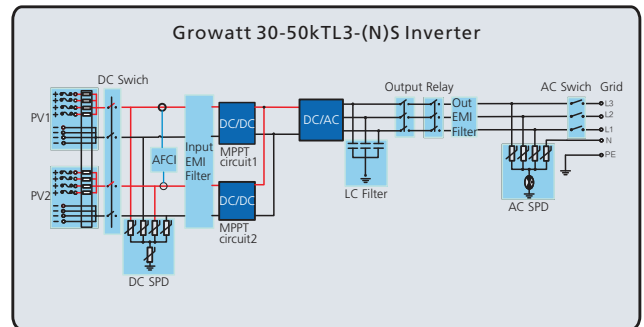 Growatt 30-50kTL3-(N)S Inverter
DC Swich
Output Relay
AC Swich
Grid
PV1
PV2
AFCI
Input
EMI
Filter
DC/DC
MPPT
circuit1
DC/DC
MPPT
circuit2
DC/AC
LC Filter
Out
EMI
Filter
L3
L2
L1
N
PE
DC SPD
AC SPD